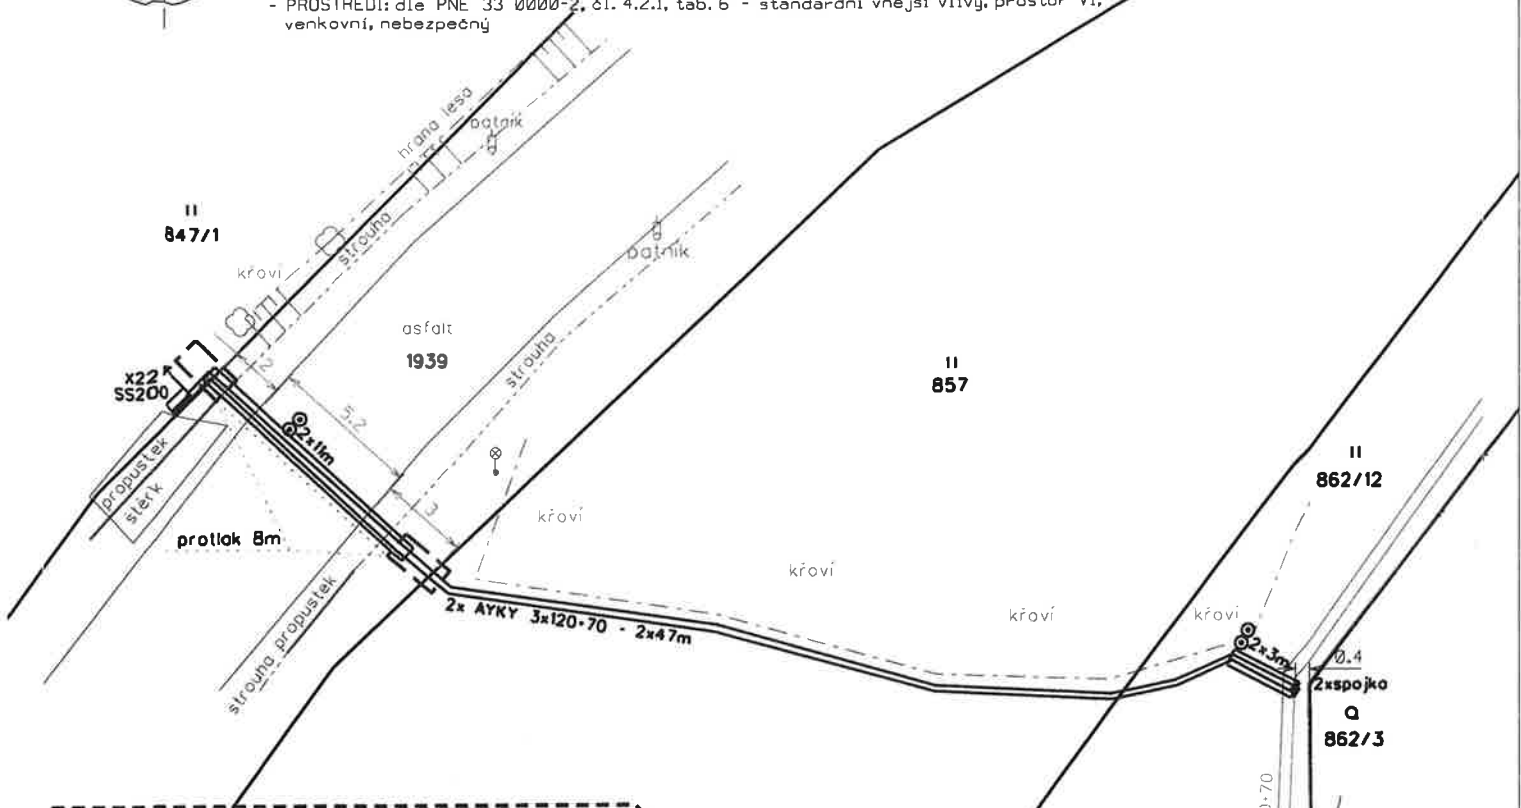 - PROSTŘEDÍ: dle PNE 33 0000-2, čl. 4.2.1, tab. 6 - standardní vnější vlivy, prostor VI,
venkovní, nebezpečný
hrana lesa
patník
strouha
II
847/1
křoví
patník
asfalt
1939
strouha
2
X22
SS200
5.2
2x11m
II
857
II
862/12
propustek
štěrk
3
křoví
protlak 8m
křoví
strouha propustek
2x AYKY 3x120+70 - 2x47m
křoví
křoví
2x3m
0.4
2xspojka
862/3